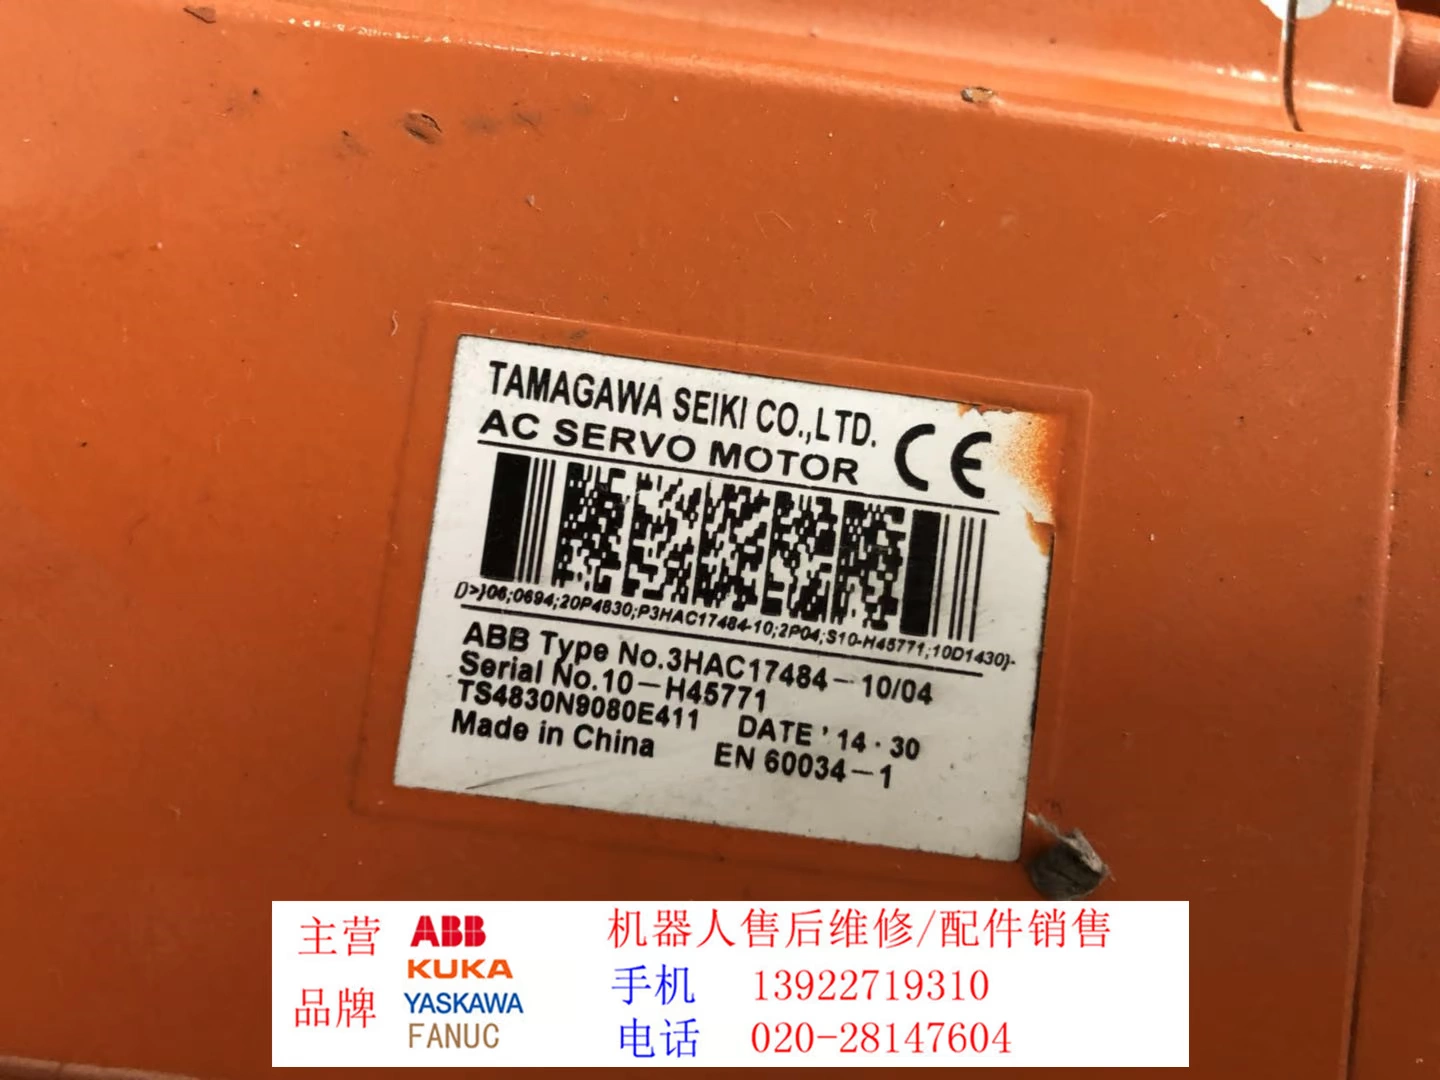 TAMAGAWA SEIKI CO.,LTD.
AC SERVO MOTOR
CE
[)>}06;0694;20P4830;P3HAC17484-10;2P04;S10-H45771;10D1430}-
ABB Type No.3HAC17484-10/04
Serial No.10-H45771
TS4830N9080E411 DATE '14·30
Made in China EN 60034-1
主营 ABB 机器人售后维修/配件销售
KUKA
手机 13922719310
品牌 YASKAWA
FANUC
电话 020-28147604